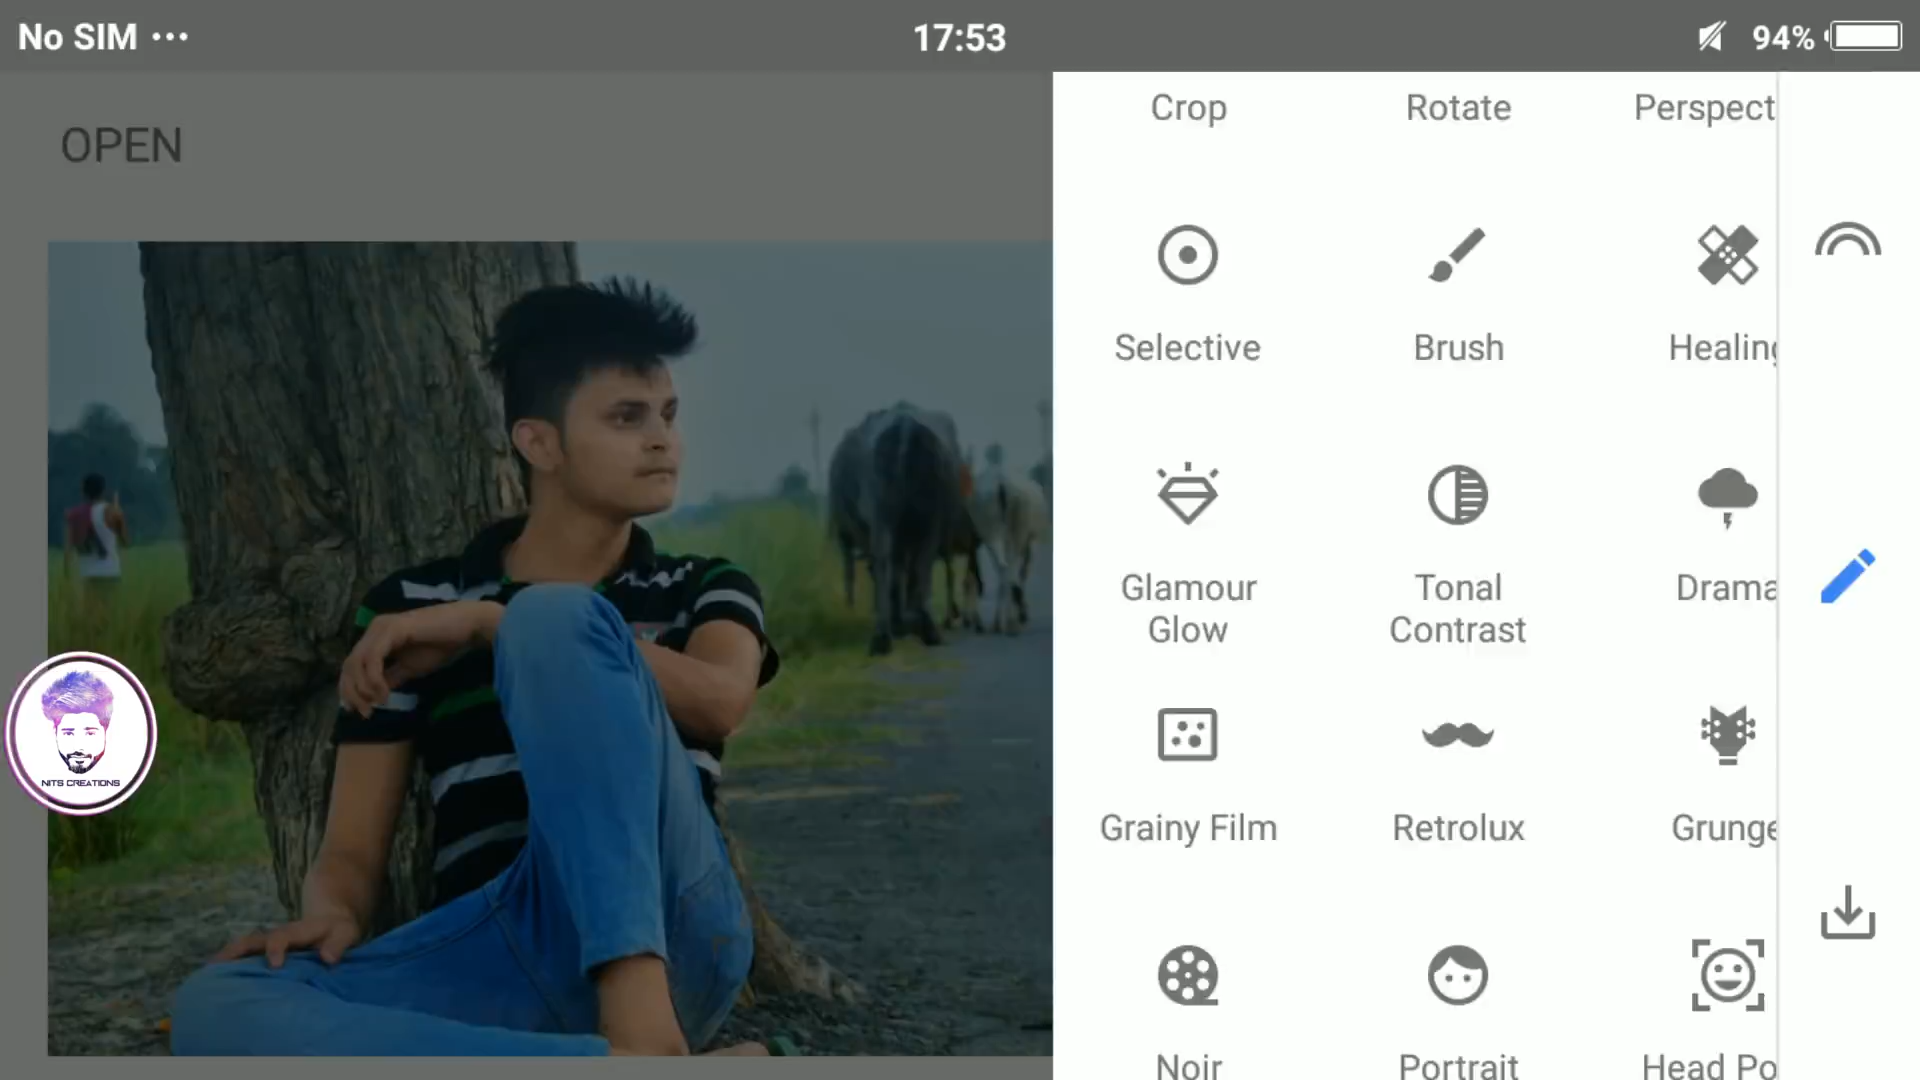 No SIM ...
17:53
94%
OPEN
Crop
Rotate
Perspect
Selective
Brush
Healing
Glamour
Glow
Tonal
Contrast
Drama
Grainy Film
Retrolux
Grunge
Noir
Portrait
Head Po
NITS CREATIONS